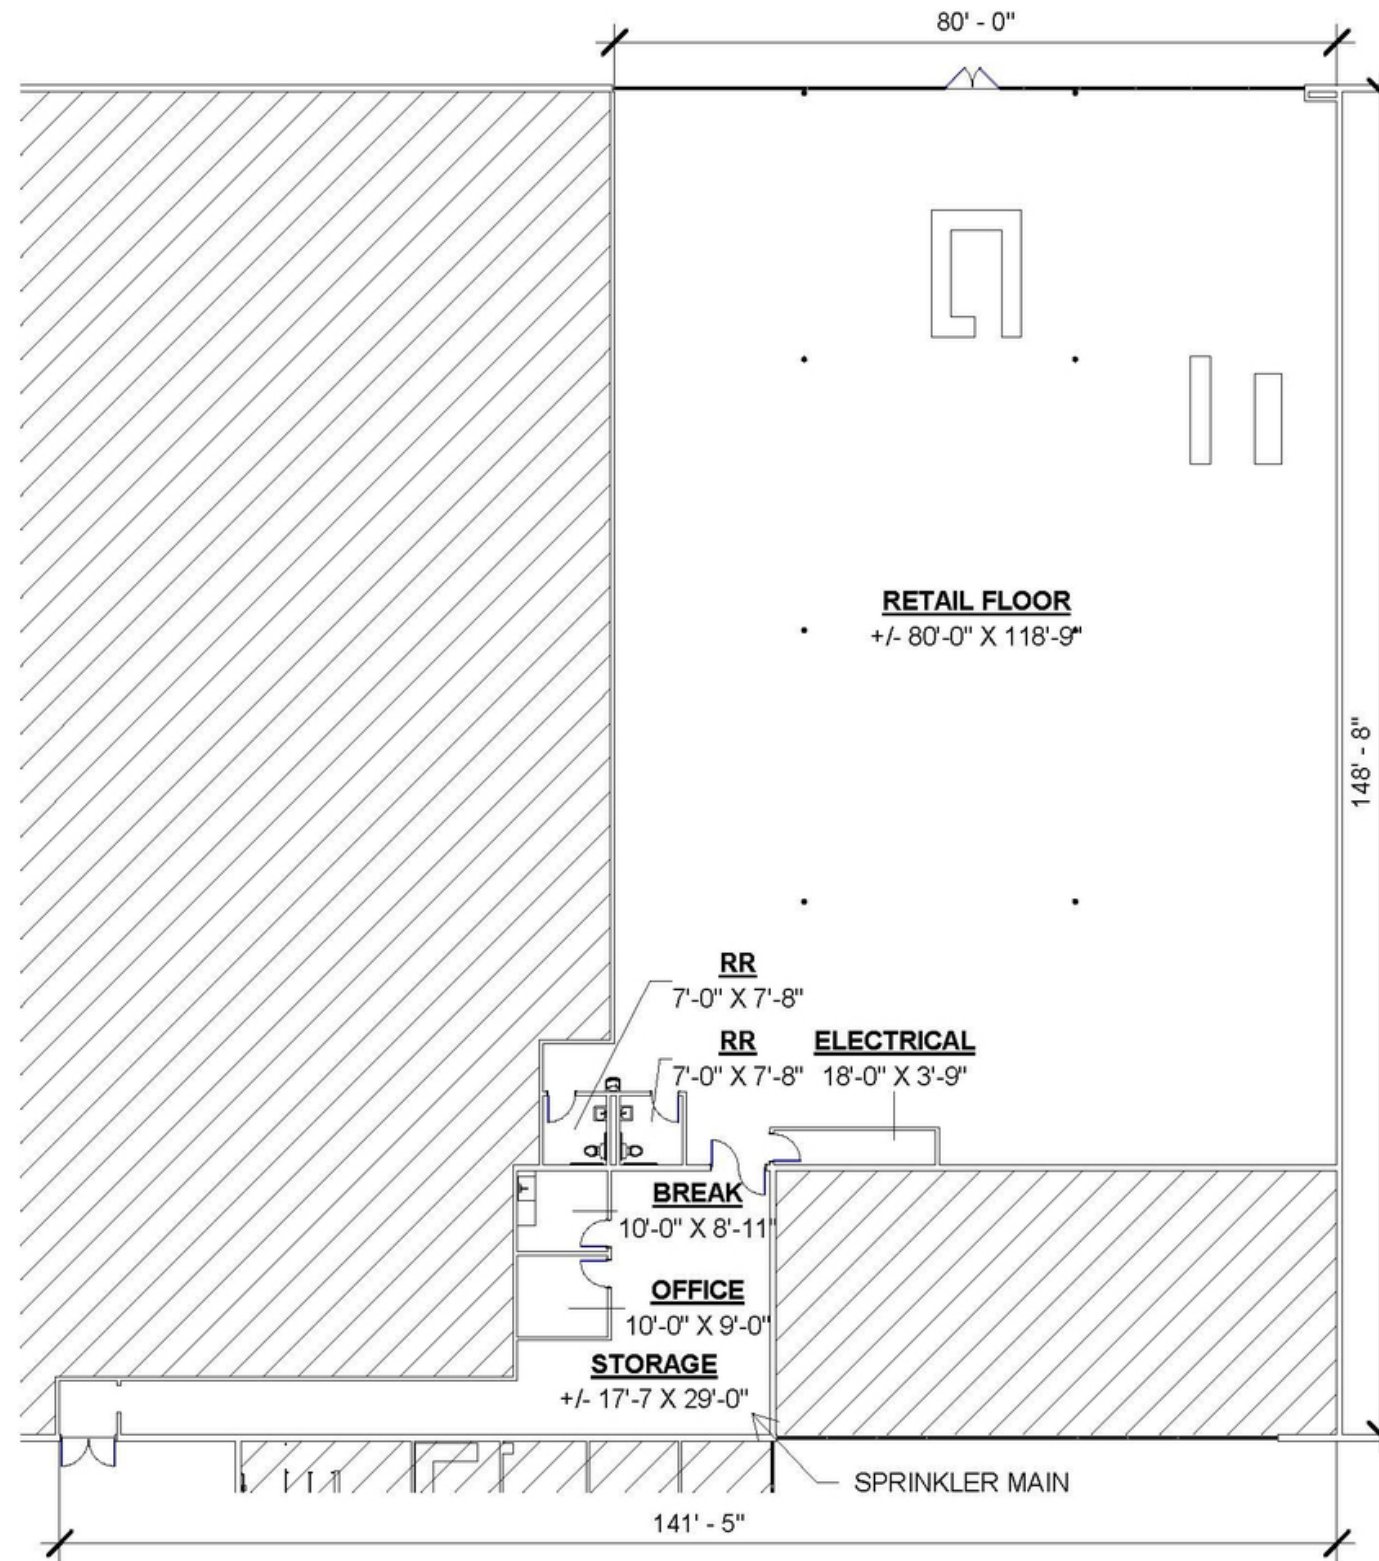 80' - 0"
RETAIL FLOOR
+/- 80'-0" X 118'-9"
148' - 8"
RR
7'-0" X 7'-8"
RR
7'-0" X 7'-8"
ELECTRICAL
18'-0" X 3'-9"
BREAK
10'-0" X 8'-11"
OFFICE
10'-0" X 9'-0"
STORAGE
+/- 17'-7 X 29'-0"
SPRINKLER MAIN
141' - 5"